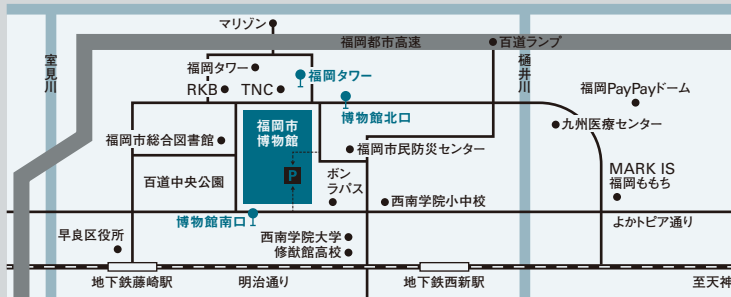 マリゾン
福岡都市高速
百道ランプ
室見川
樋井川
福岡タワー
福岡タワー
RKB
TNC
福岡PayPayドーム
博物館北口
福岡市
博物館
九州医療センター
福岡市総合図書館
福岡市民防災センター
P
ボン
ラパス
百道中央公園
MARK IS
福岡ももち
西南学院小中校
博物館南口
よかトピア通り
早良区役所
西南学院大学
修猷館高校
地下鉄藤崎駅
明治通り
地下鉄西新駅
至天神